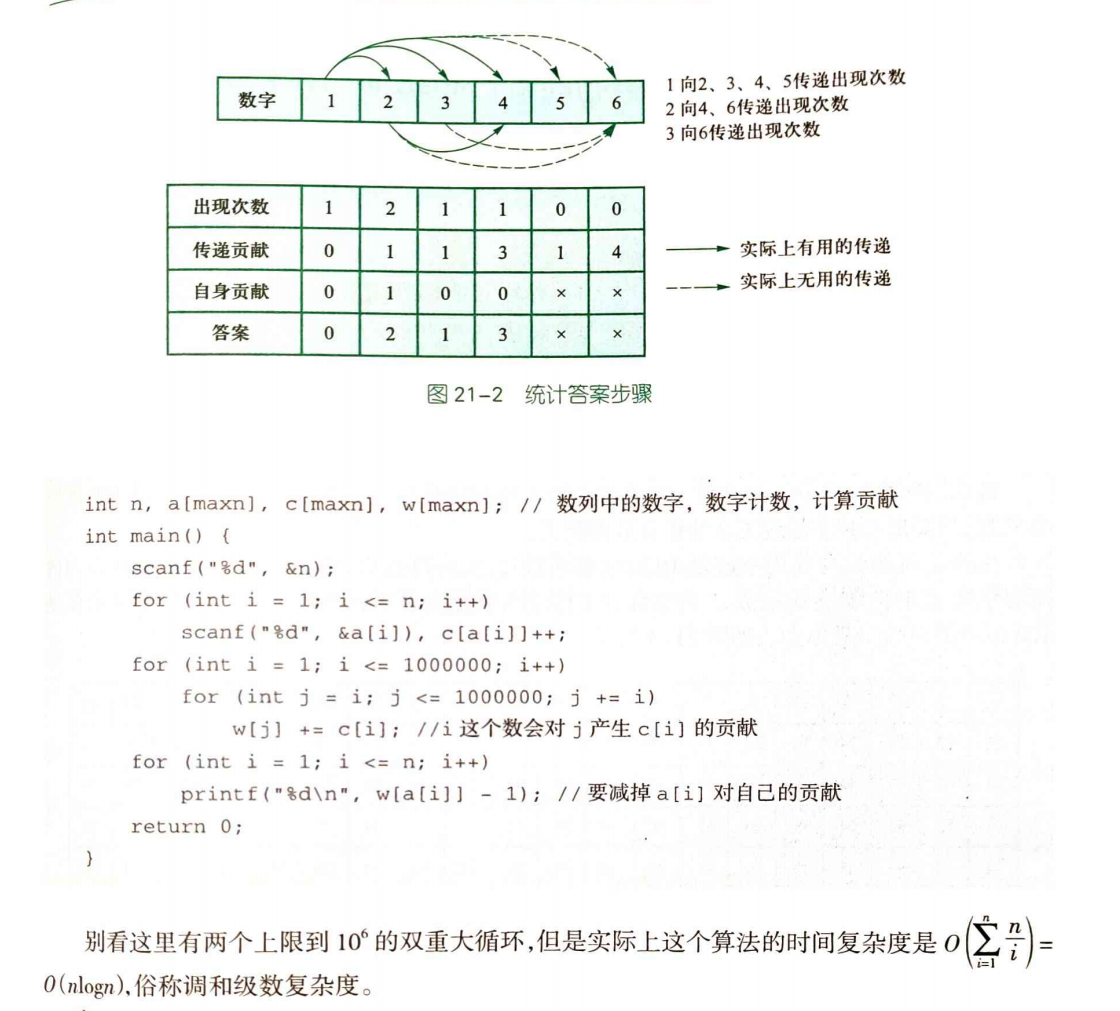 数字 1 2 3 4 5 6
1 向2、3、4、5传递出现次数
2 向4、6传递出现次数
3 向6传递出现次数
出现次数 1 2 1 1 0 0
传递贡献 0 1 1 3 1 4
自身贡献 0 1 0 0 × ×
答案 0 2 1 3 × ×
实际上有用的传递
实际上无用的传递
图 21-2 统计答案步骤
int n, a[maxn], c[maxn], w[maxn]; // 数列中的数字，数字计数，计算贡献
int main() {
    scanf("%d", &n);
    for (int i = 1; i <= n; i++)
        scanf("%d", &a[i]), c[a[i]]++;
    for (int i = 1; i <= 1000000; i++)
        for (int j = i; j <= 1000000; j += i)
            w[j] += c[i]; //i 这个数会对 j 产生 c[i] 的贡献
    for (int i = 1; i <= n; i++)
        printf("%d\n", w[a[i]] - 1); // 要减掉 a[i] 对自己的贡献
    return 0;
}
别看这里有两个上限到 10⁶ 的双重大循环,但是实际上这个算法的时间复杂度是 O(∑_{i=1}^{n} n/i) =
O(nlogn),俗称调和级数复杂度。